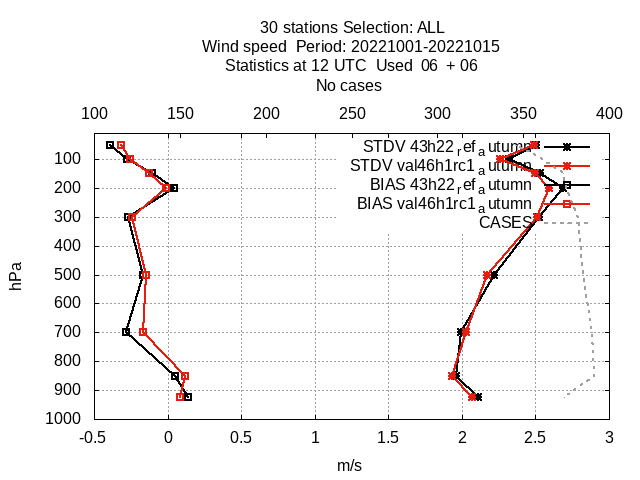 30 stations Selection: ALL
Wind speed  Period: 20221001-20221015
Statistics at 12 UTC  Used  06  + 06
No cases
100 150 200 250 300 350 400
STDV 43h22_ref_autumn
STDV val46h1rc1_autumn
BIAS 43h22_ref_autumn
BIAS val46h1rc1_autumn
CASES
100
200
300
400
500
600
700
800
900
1000
hPa
-0.5 0 0.5 1 1.5 2 2.5 3
m/s